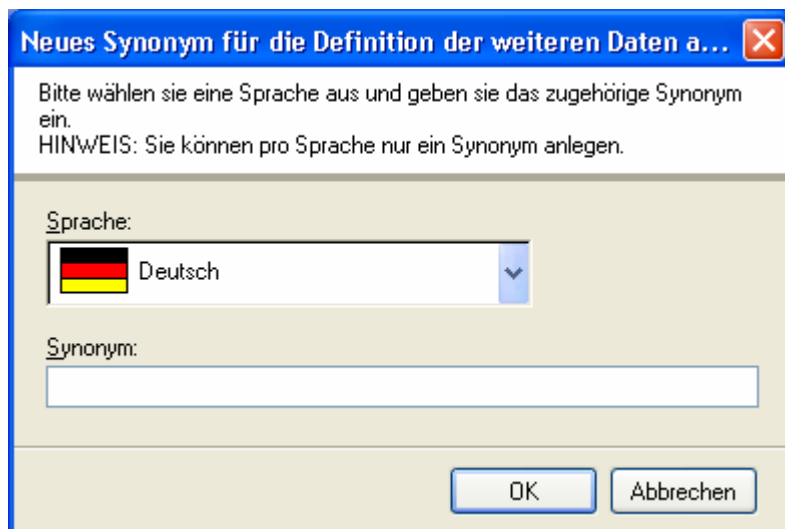 Neues Synonym für die Definition der weiteren Daten a...
Bitte wählen sie eine Sprache aus und geben sie das zugehörige Synonym
ein.
HINWEIS: Sie können pro Sprache nur ein Synonym anlegen.
Sprache:
Deutsch
Synonym:
OK Abbrechen